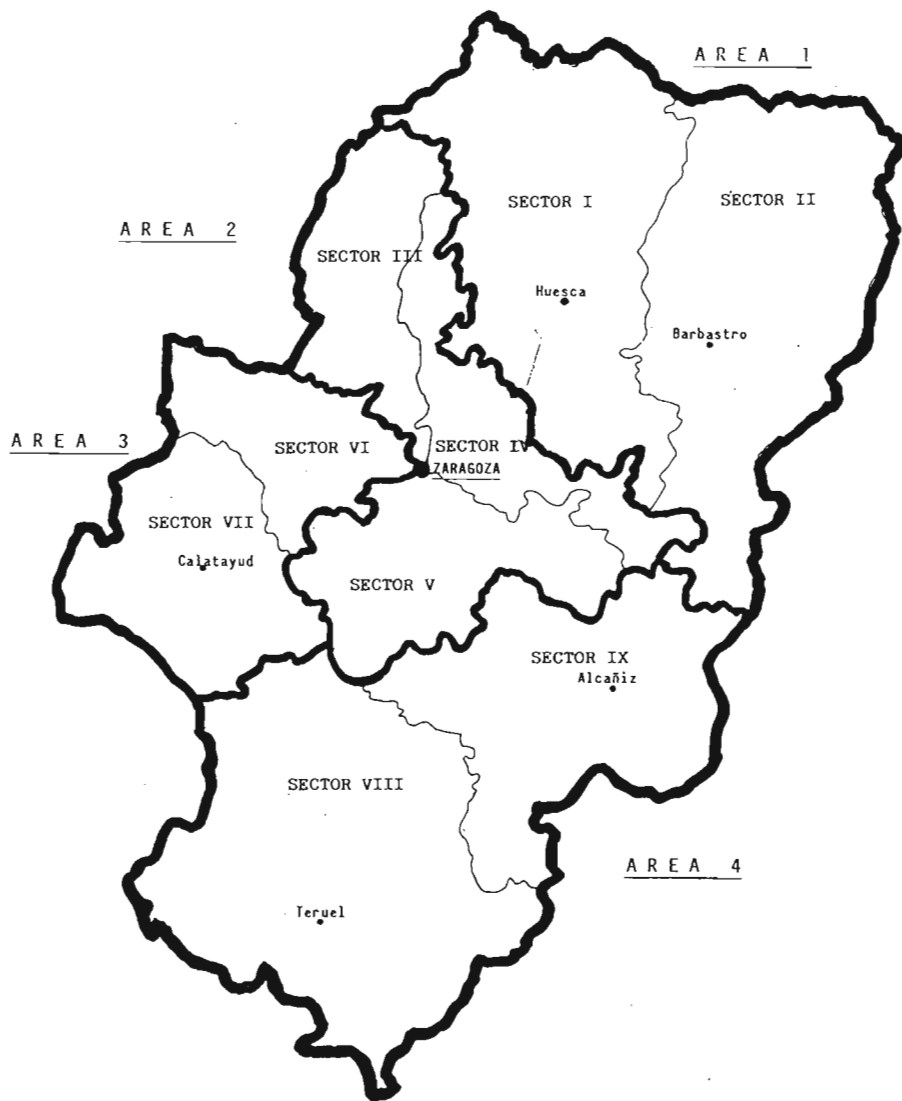 AREA 1
SECTOR I
SECTOR II
AREA 2
SECTOR III
Huesca
Barbastro
AREA 3
SECTOR VI
SECTOR IV
ZARAGOZA
SECTOR VII
Calatayud
SECTOR V
SECTOR IX
Alcañiz
SECTOR VIII
AREA 4
Teruel